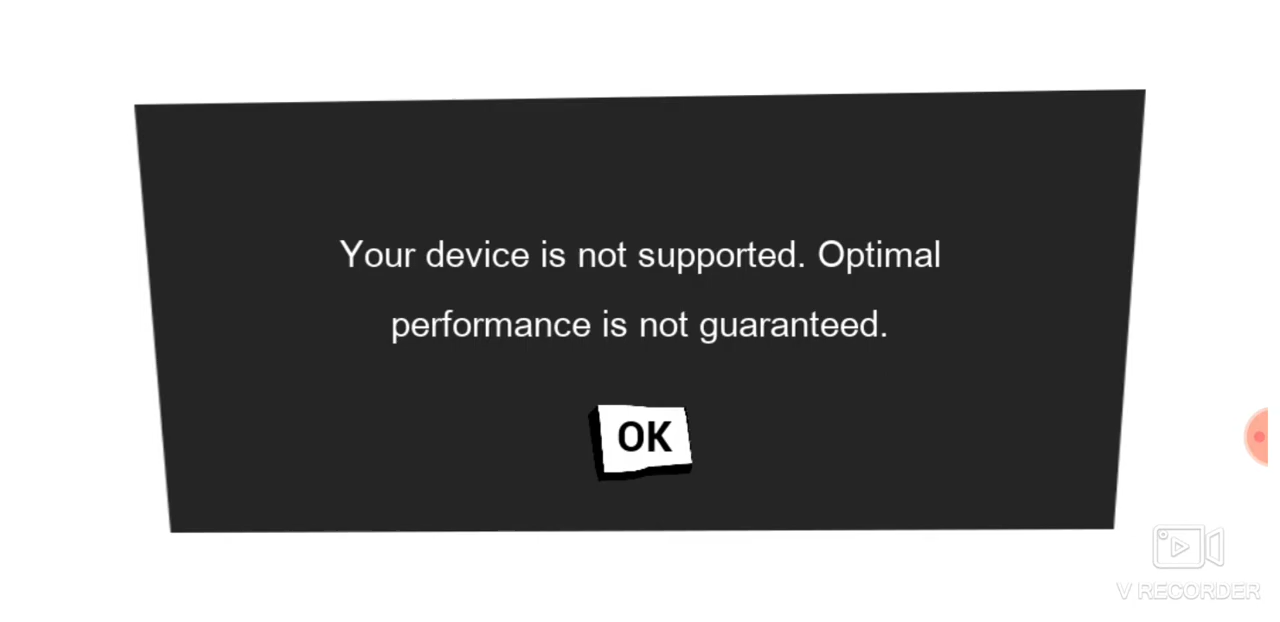 Your device is not supported. Optimal
performance is not guaranteed.
OK
V RECORDER